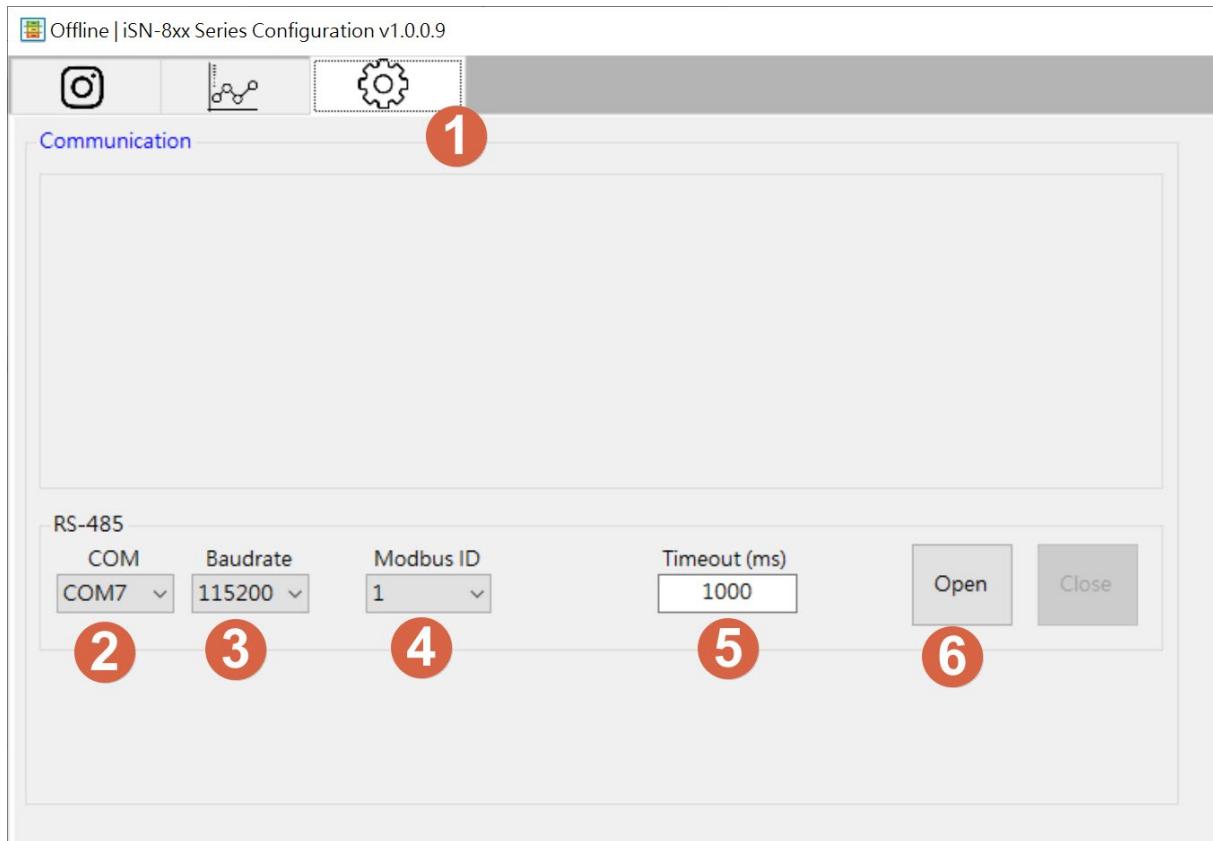 Offline | iSN-8xx Series Configuration v1.0.0.9
1
Communication
RS-485
COM Baudrate Modbus ID Timeout (ms)
COM7 115200 1 1000 Open Close
2 3 4 5 6